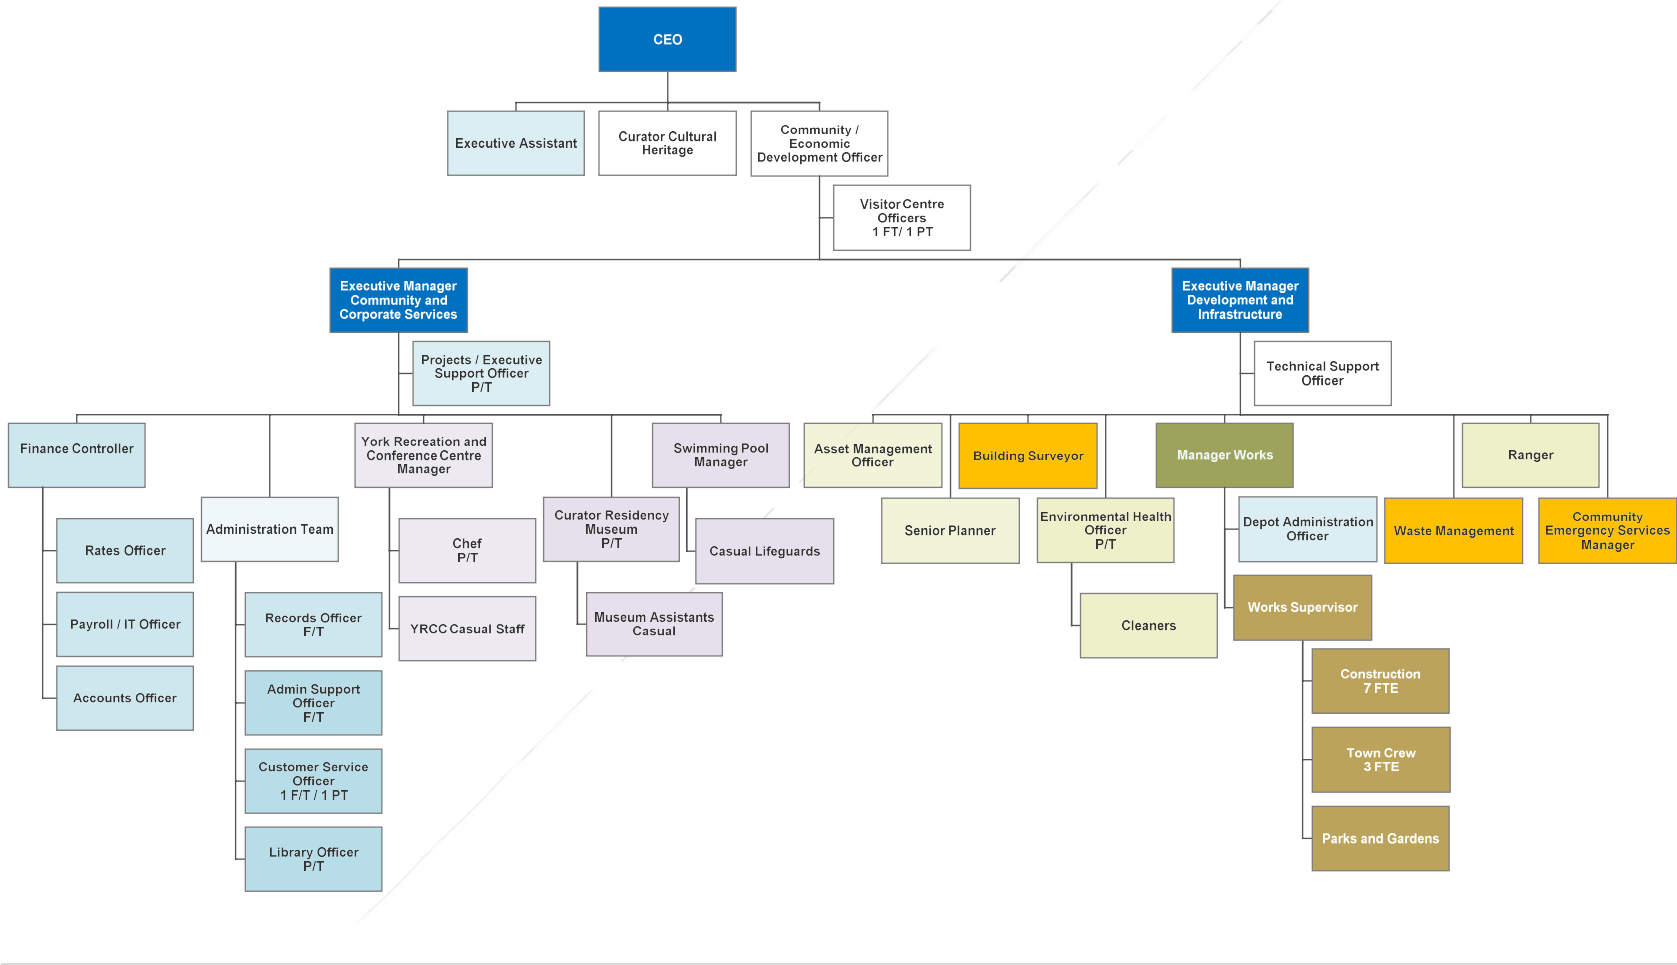 CEO
Executive Assistant
Curator Cultural
Heritage
Community /
Economic
Development Officer
Visitor Centre
Officers
1 FT/ 1 PT
Executive Manager
Community and
Corporate Services
Executive Manager
Development and
Infrastructure
Projects / Executive
Support Officer
P/T
Technical Support
Officer
Finance Controller
York Recreation and
Conference Centre
Manager
Swimming Pool
Manager
Asset Management
Officer
Building Surveyor
Manager Works
Ranger
Administration Team
Curator Residency
Museum
P/T
Senior Planner
Environmental Health
Officer
P/T
Depot Administration
Officer
Waste Management
Community
Emergency Services
Manager
Rates Officer
Chef
P/T
Casual Lifeguards
Payroll / IT Officer
Records Officer
F/T
YRCC Casual Staff
Museum Assistants
Casual
Cleaners
Works Supervisor
Accounts Officer
Admin Support
Officer
F/T
Construction
7 FTE
Customer Service
Officer
1 F/T / 1 PT
Town Crew
3 FTE
Library Officer
P/T
Parks and Gardens